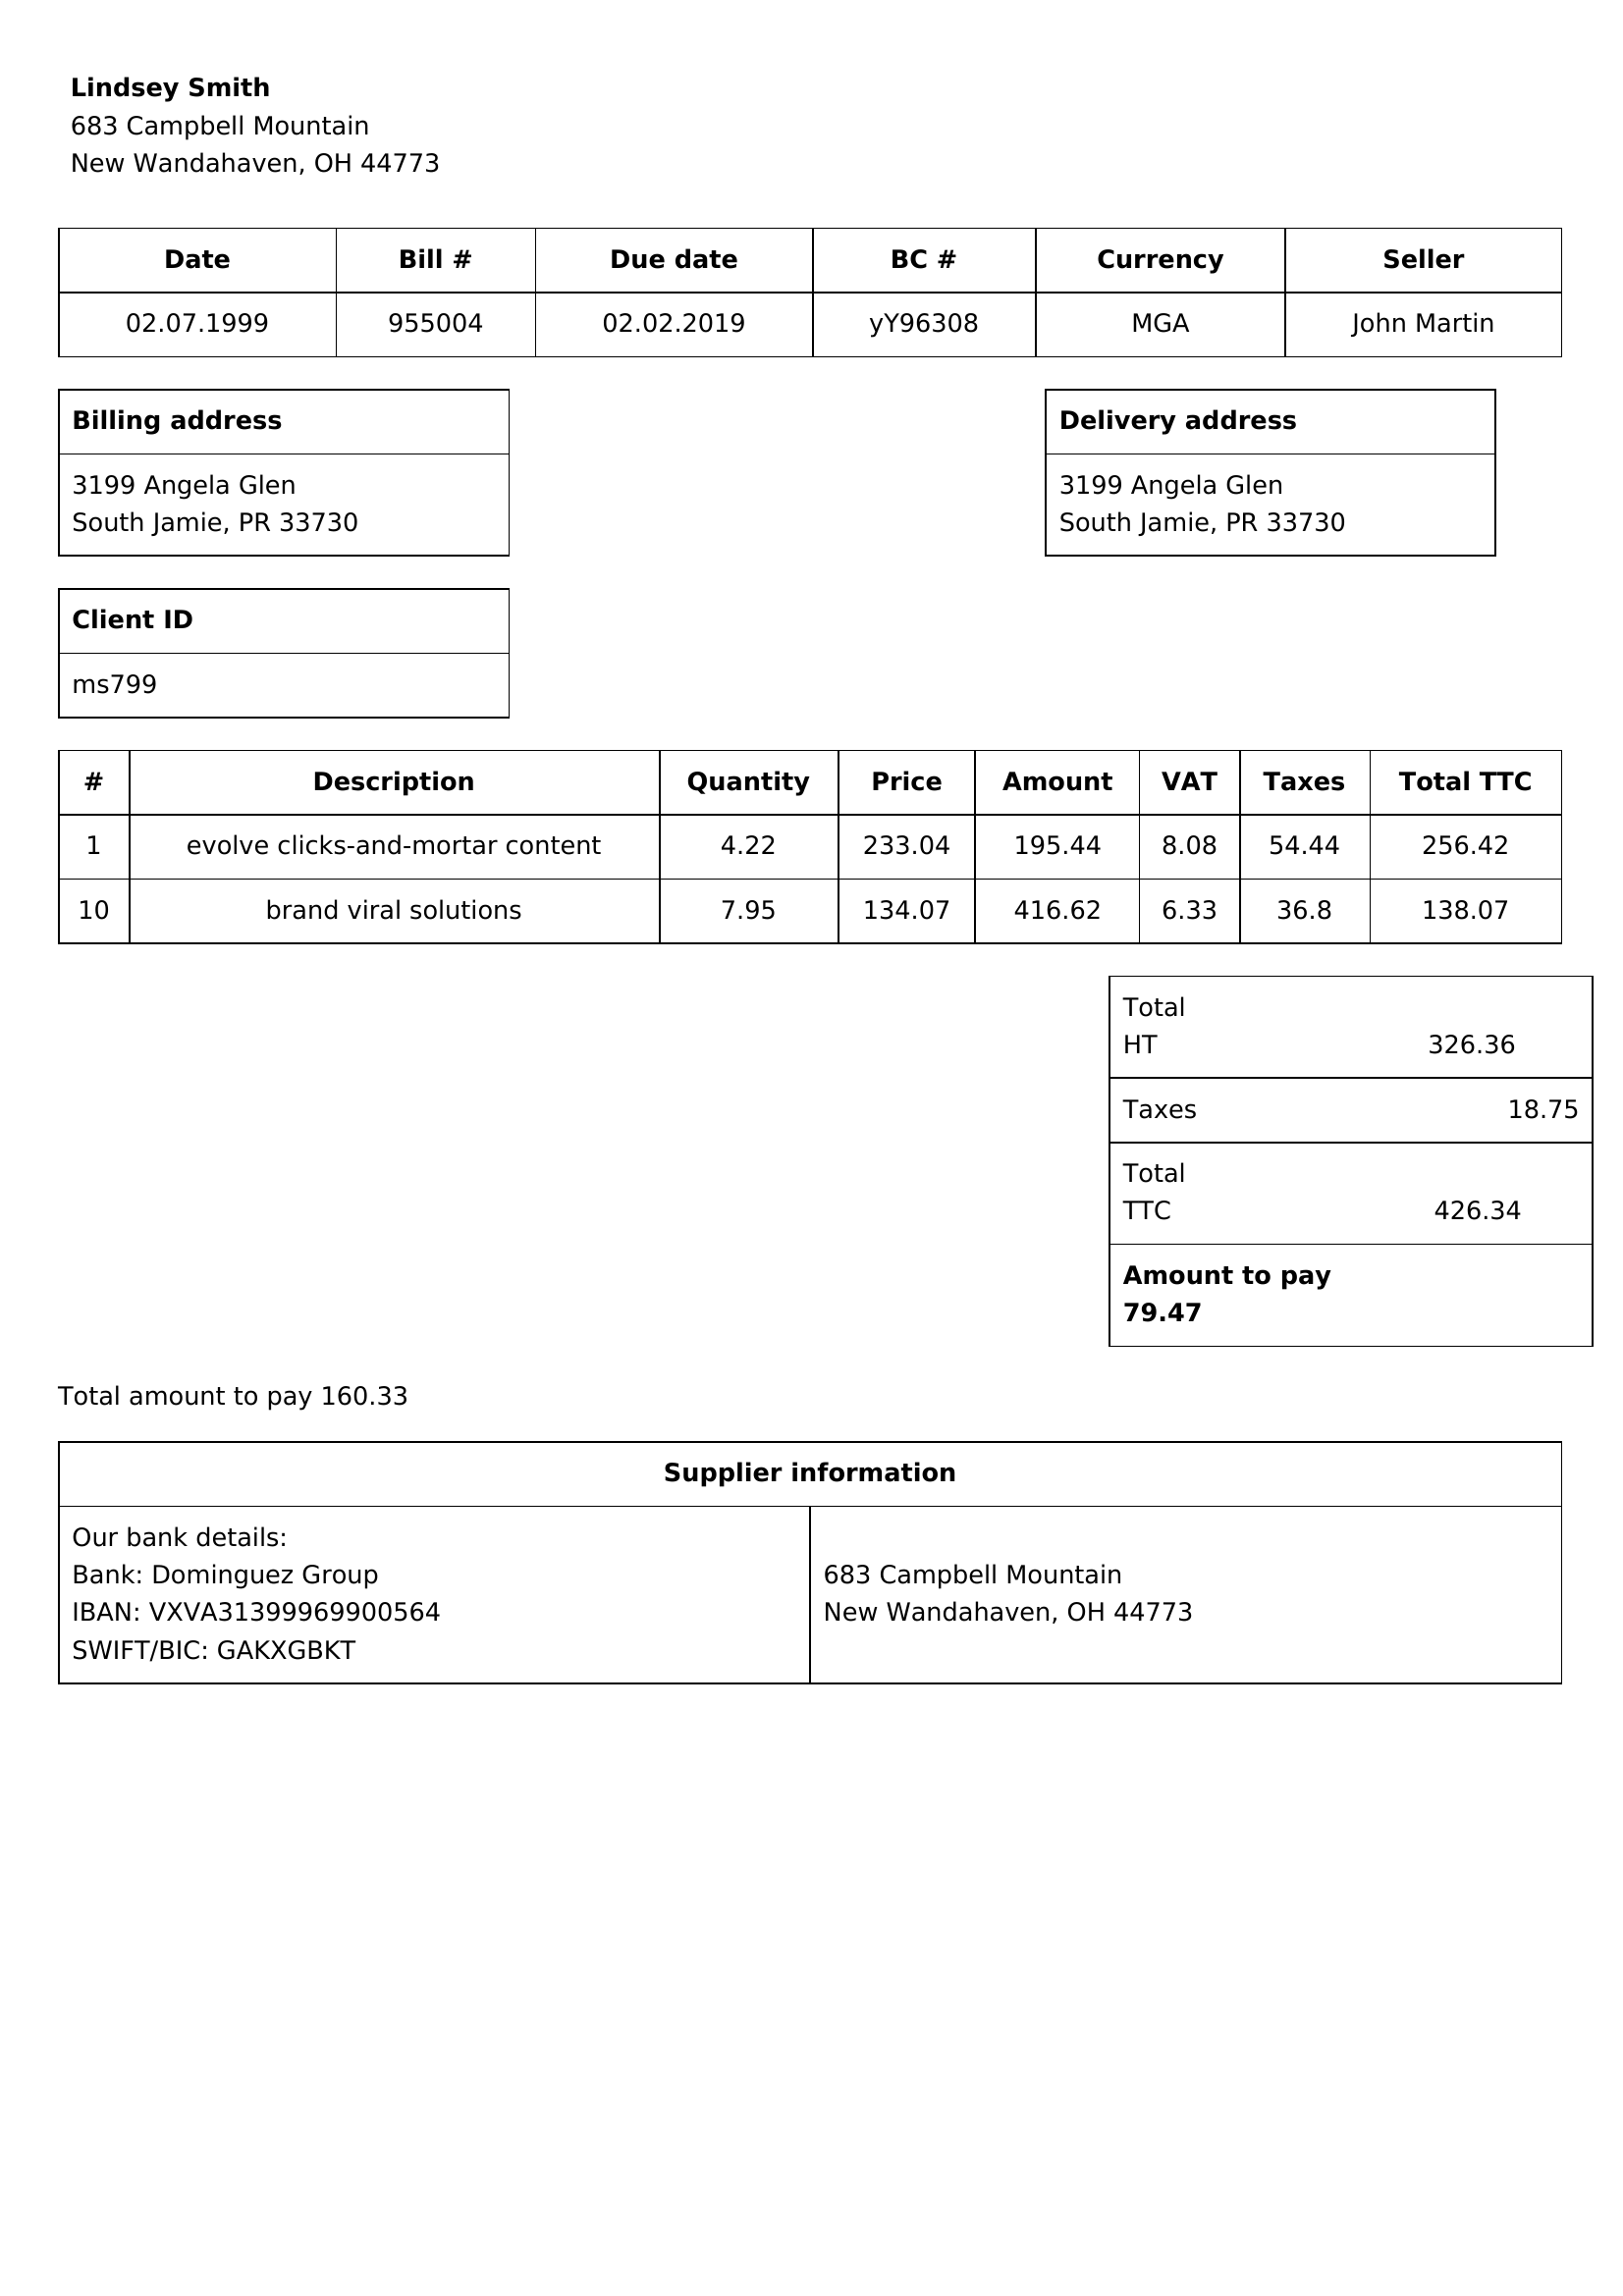 Lindsey Smith
683 Campbell Mountain
New Wandahaven, OH 44773
Date Bill # Due date BC # Currency Seller
02.07.1999 955004 02.02.2019 yY96308 MGA John Martin
Billing address
3199 Angela Glen
South Jamie, PR 33730
Delivery address
3199 Angela Glen
South Jamie, PR 33730
Client ID
ms799
# Description Quantity Price Amount VAT Taxes Total TTC
1 evolve clicks-and-mortar content 4.22 233.04 195.44 8.08 54.44 256.42
10 brand viral solutions 7.95 134.07 416.62 6.33 36.8 138.07
Total
HT 326.36
Taxes 18.75
Total
TTC 426.34
Amount to pay
79.47
Total amount to pay 160.33
Supplier information
Our bank details:
Bank: Dominguez Group
IBAN: VXVA31399969900564
SWIFT/BIC: GAKXGBKT
683 Campbell Mountain
New Wandahaven, OH 44773